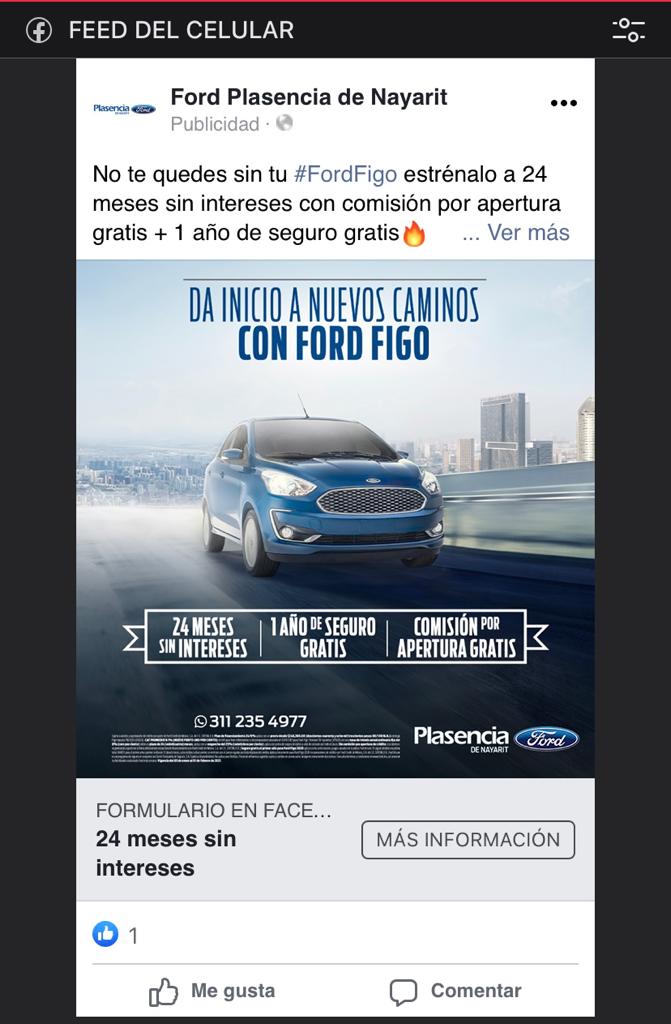 FEED DEL CELULAR
Plasencia Ford
Ford Plasencia de Nayarit
Publicidad ·
No te quedes sin tu #FordFigo estrénalo a 24
meses sin intereses con comisión por apertura
gratis + 1 año de seguro gratis🔥 ... Ver más
DA INICIO A NUEVOS CAMINOS
CON FORD FIGO
24 MESES
SIN INTERESES
1 AÑO DE SEGURO
GRATIS
COMISIÓN POR
APERTURA GRATIS
311 235 4977
Plasencia
DE NAYARIT
Ford
FORMULARIO EN FACE...
24 meses sin
intereses
MÁS INFORMACIÓN
1
Me gusta
Comentar